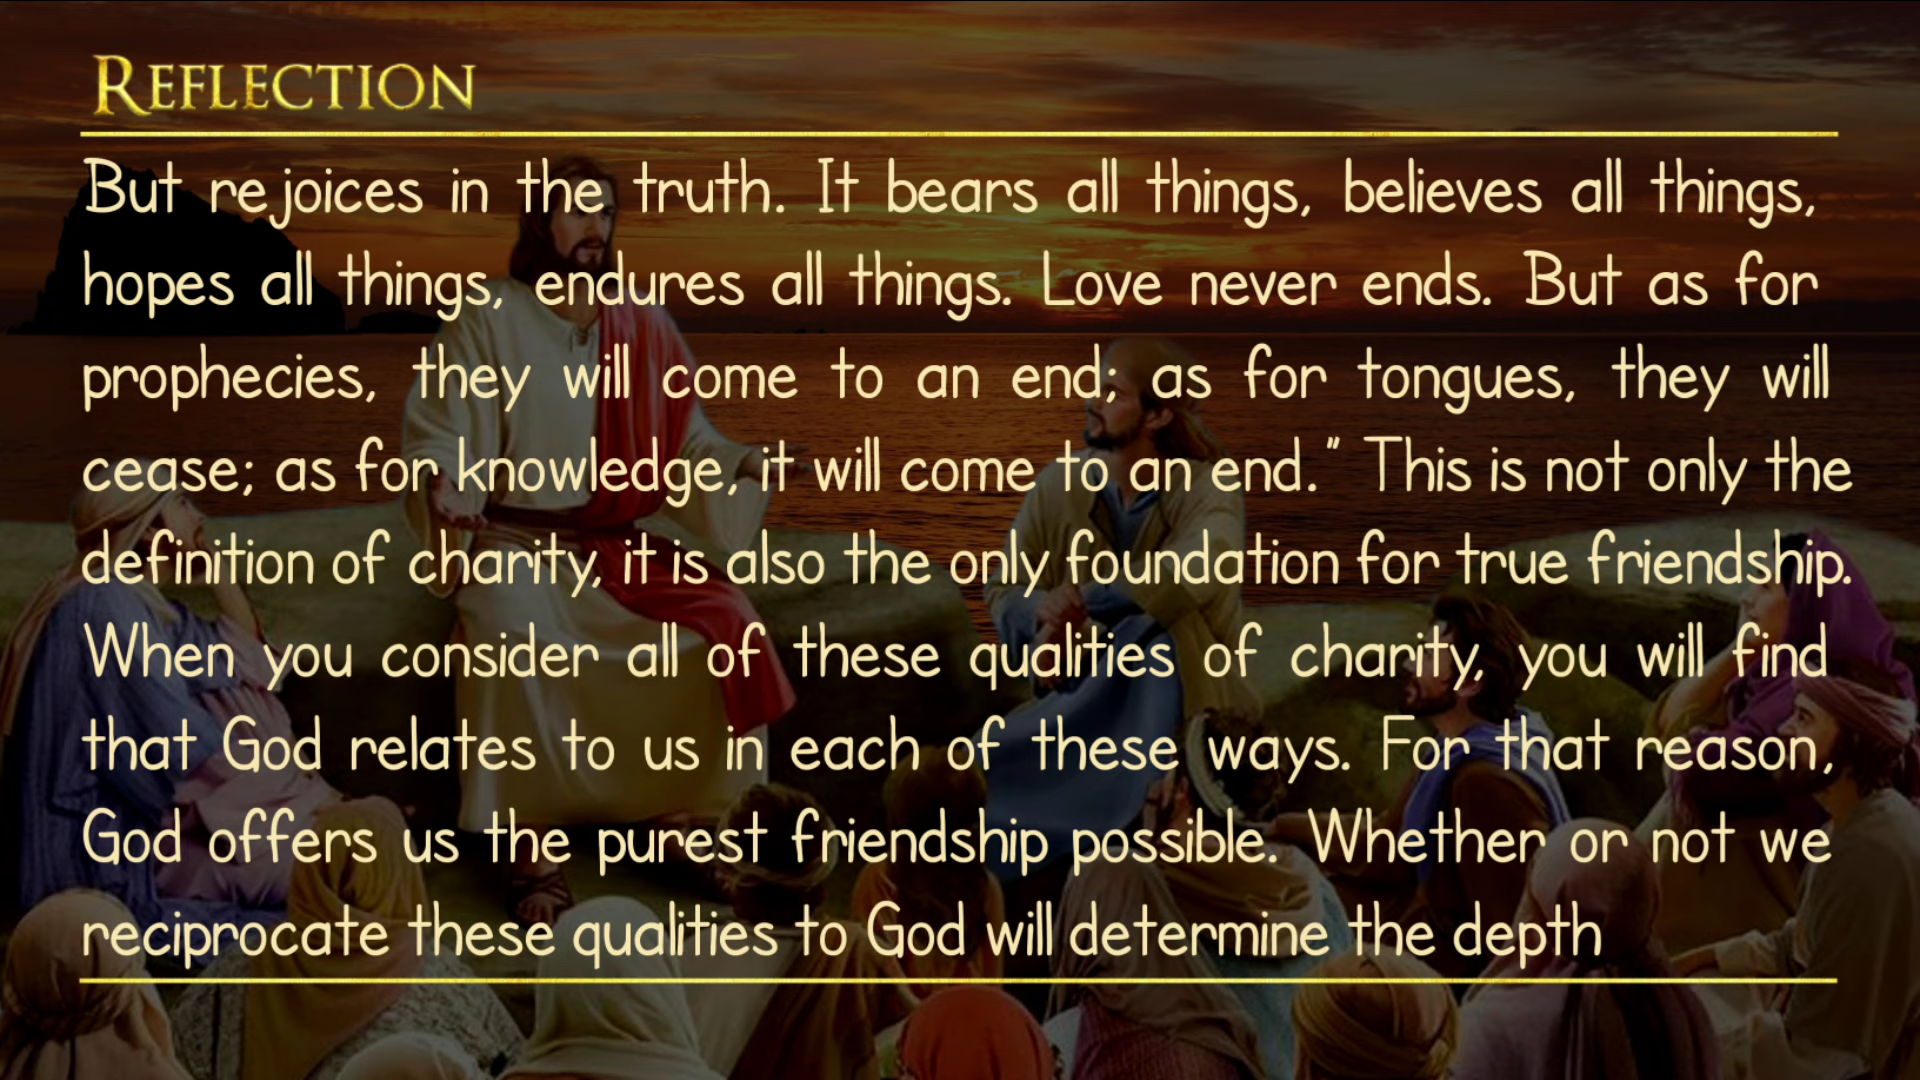 REFLECTION
But rejoices in the truth. It bears all things, believes all things,
hopes all things, endures all things. Love never ends. But as for
prophecies, they will come to an end; as for tongues, they will
cease; as for knowledge, it will come to an end.” This is not only the
definition of charity, it is also the only foundation for true friendship.
When you consider all of these qualities of charity, you will find
that God relates to us in each of these ways. For that reason,
God offers us the purest friendship possible. Whether or not we
reciprocate these qualities to God will determine the depth